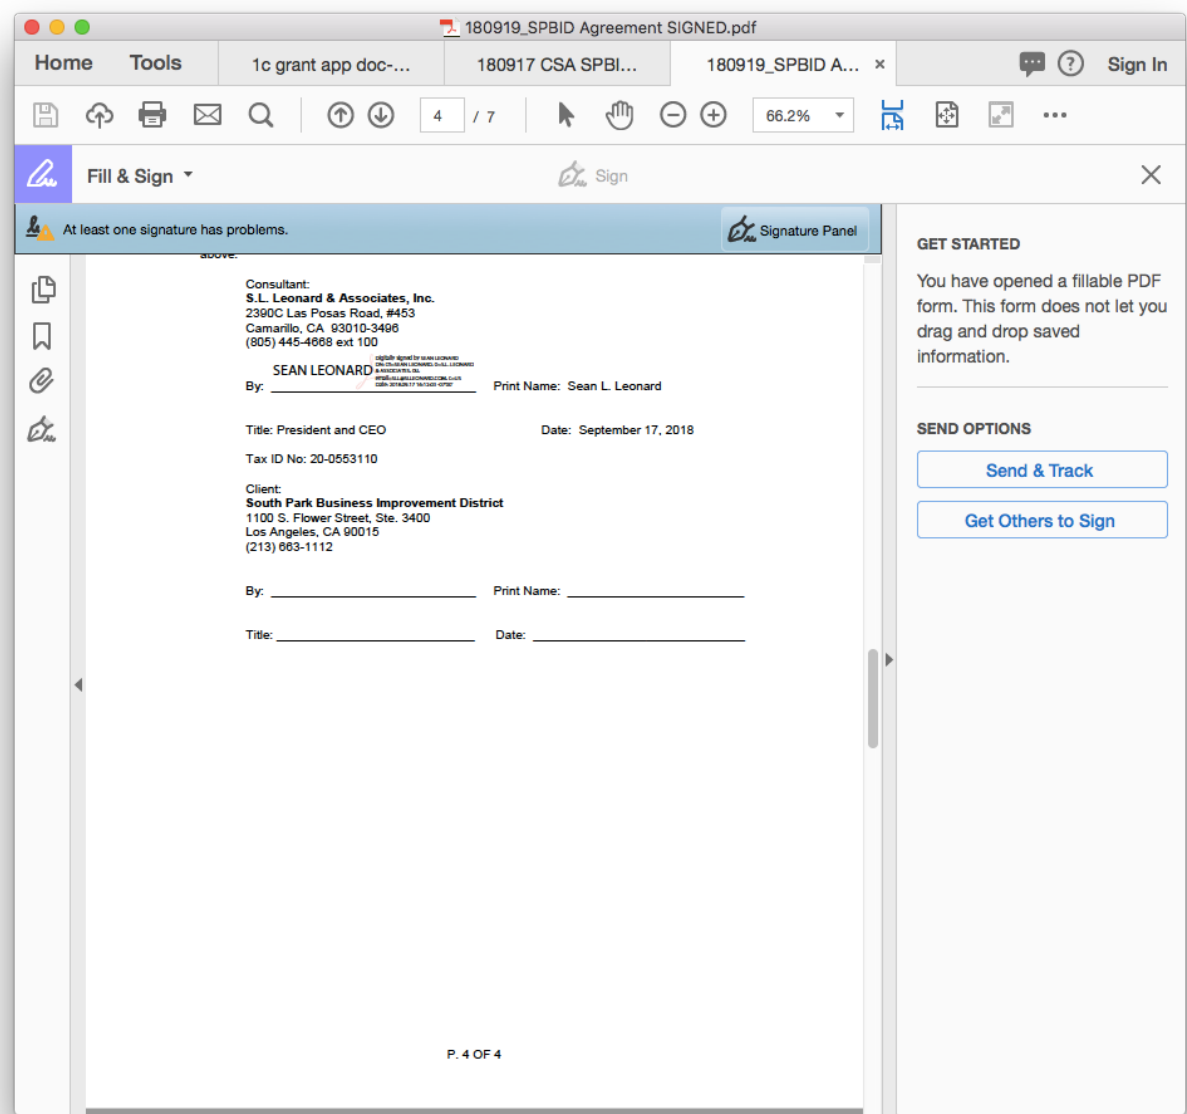 180919_SPBID Agreement SIGNED.pdf
Home Tools 1c grant app doc-... 180917 CSA SPBI... 180919_SPBID A... × ? Sign In
4 / 7 66.2%
Fill & Sign Sign
At least one signature has problems. Signature Panel
above.
Consultant:
S.L. Leonard & Associates, Inc.
2390C Las Posas Road, #453
Camarillo, CA 93010-3496
(805) 445-4668 ext 100
SEAN LEONARD
Digitally signed by SEAN LEONARD
By: Print Name: Sean L. Leonard
Title: President and CEO Date: September 17, 2018
Tax ID No: 20-0553110
Client:
South Park Business Improvement District
1100 S. Flower Street, Ste. 3400
Los Angeles, CA 90015
(213) 663-1112
By: Print Name:
Title: Date:
P. 4 OF 4
GET STARTED
You have opened a fillable PDF
form. This form does not let you
drag and drop saved
information.
SEND OPTIONS
Send & Track
Get Others to Sign